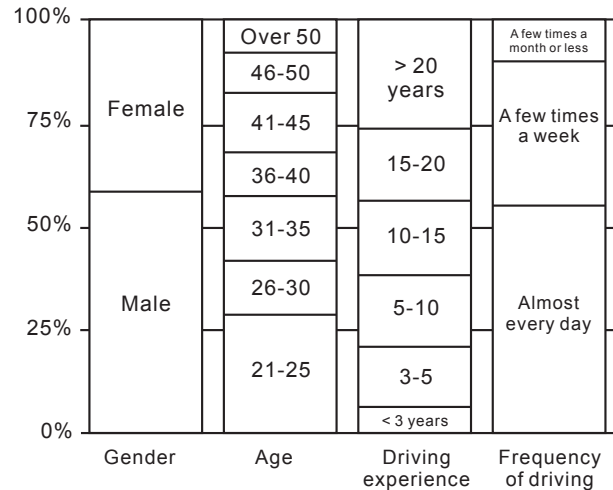 100%
75%
50%
25%
0%
Female
Male
Over 50
46-50
41-45
36-40
31-35
26-30
21-25
> 20
years
15-20
10-15
5-10
3-5
< 3 years
A few times a
month or less
A few times
a week
Almost
every day
Gender
Age
Driving
experience
Frequency
of driving